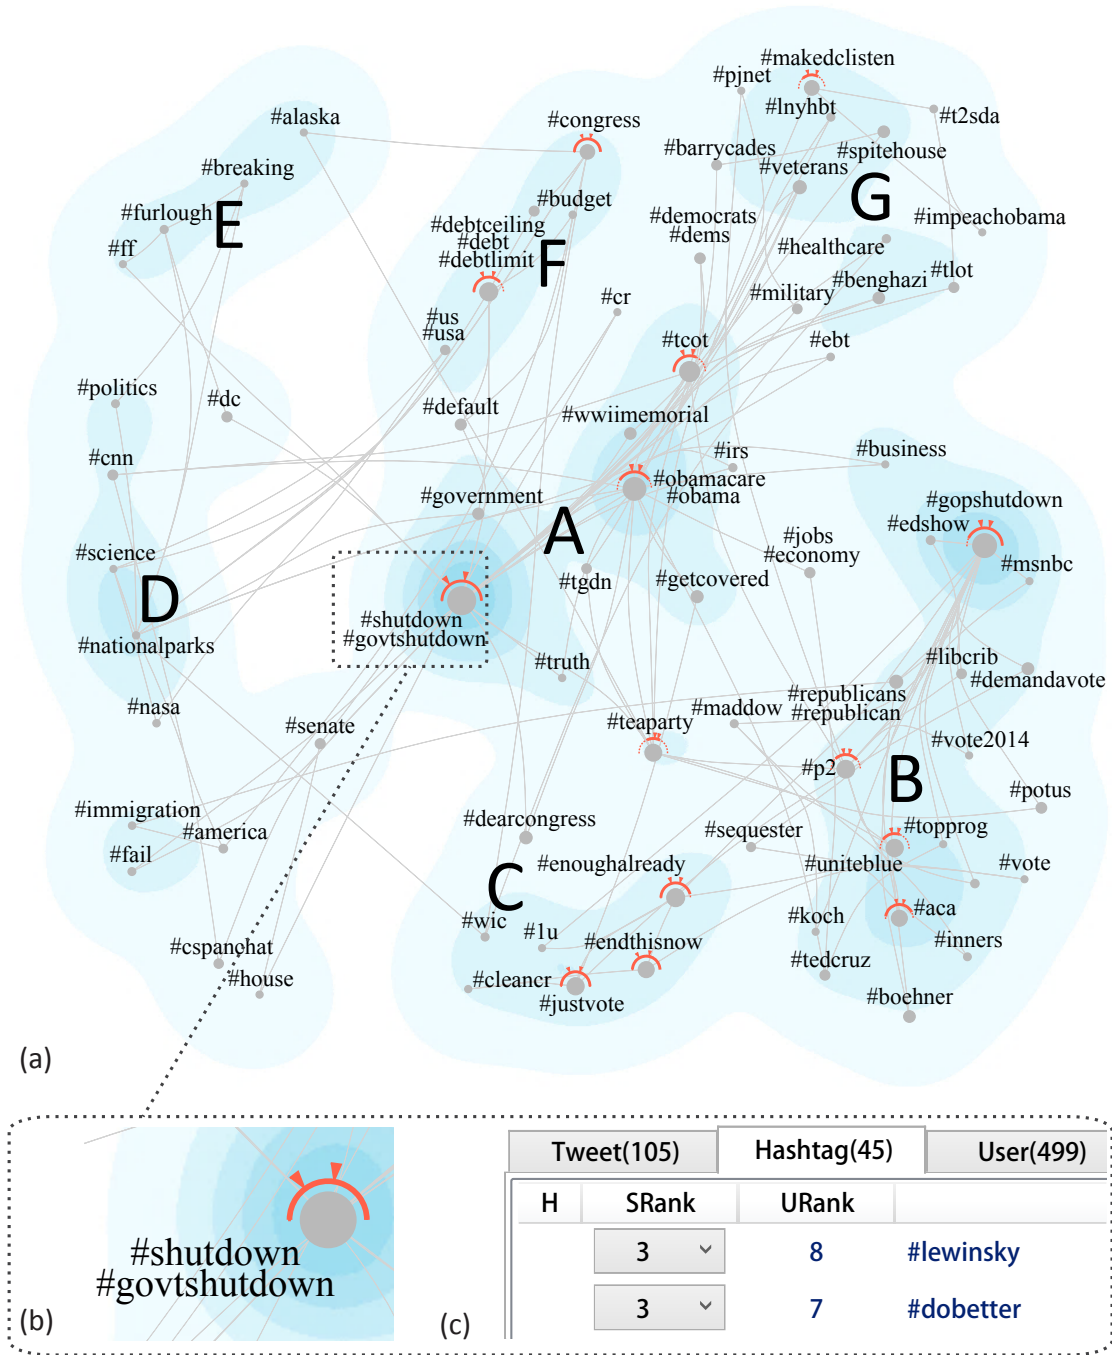 #makedclisten
#pjnet
#lnyhbt
#t2sda
#alaska
#congress
#barrycades
#spitehouse
#veterans
#breaking
G
#furlough
E
#budget
#debtceiling
#debt
#debtlimit
F
#democrats
#dems
#impeachobama
#healthcare
#ff
#tlot
#benghazi
#military
#cr
#us
#usa
#tcot
#ebt
#politics
#dc
#default
#wwiimemorial
#cnn
#irs
#business
#obamacare
#obama
#government
#gopshutdown
#edshow
A
#jobs
#economy
#science
#msnbc
#tgdn
#getcovered
D
#shutdown
#govtshutdown
#nationalparks
#truth
#libcrib
#demandavote
#republicans
#republican
#nasa
#senate
#teaparty
#maddow
#vote2014
#p2
B
#potus
#immigration
#america
#fail
#dearcongress
#sequester
#topprog
#enoughalready
#uniteblue
#vote
C
#wic
#1u
#endthisnow
#koch
#aca
#inners
#cspanchat
#house
#cleancr
#justvote
#tedcruz
#boehner
(a)
Tweet(105) Hashtag(45) User(499)
H SRank URank
3 8 #lewinsky
3 7 #dobetter
#shutdown
#govtshutdown
(b)
(c)